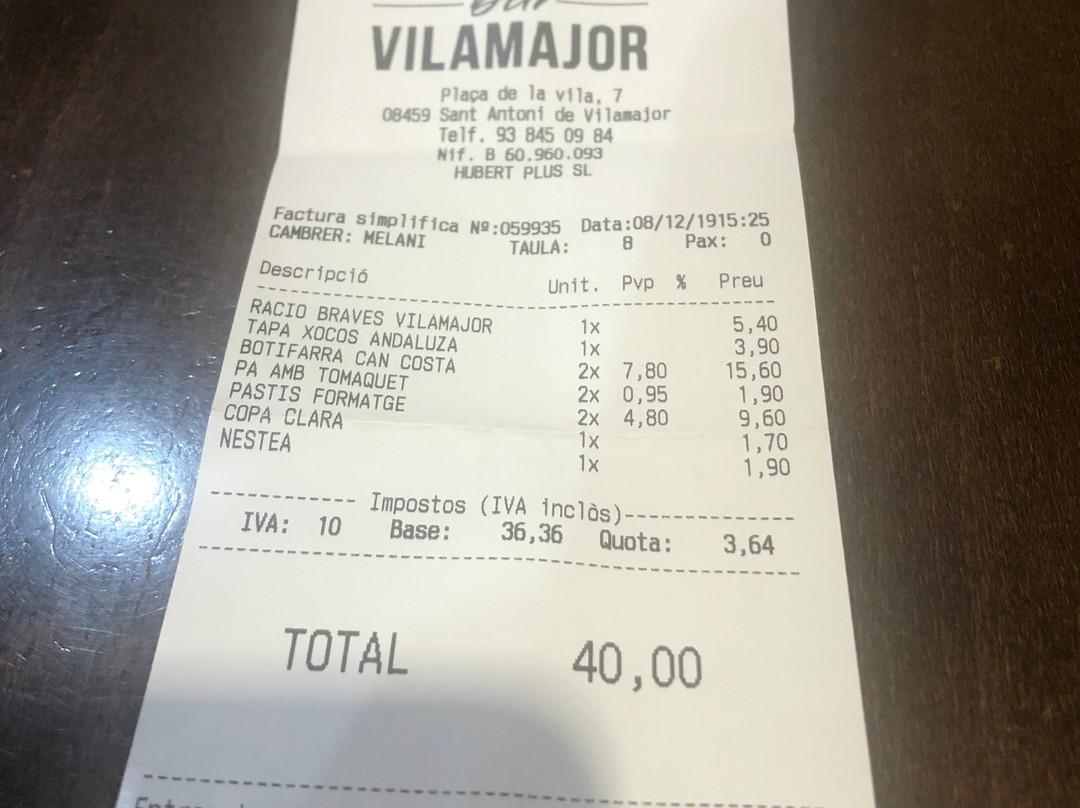 Bar
VILAMAJOR
Plaça de la vila, 7
08459 Sant Antoni de Vilamajor
Telf. 93 845 09 84
Nif. B 60.960.093
HUBERT PLUS SL
Factura simplifica Nº:059935 Data:08/12/1915:25
CAMBRER: MELANI TAULA: 8 Pax: 0
Descripció Unit. Pvp % Preu
RACIO BRAVES VILAMAJOR 1x 5,40
TAPA XOCOS ANDALUZA 1x 3,90
BOTIFARRA CAN COSTA 2x 7,80 15,60
PA AMB TOMAQUET 2x 0,95 1,90
PASTIS FORMATGE 2x 4,80 9,60
COPA CLARA 1x 1,70
NESTEA 1x 1,90
Impostos (IVA inclòs)
IVA: 10 Base: 36,36 Quota: 3,64
TOTAL 40,00